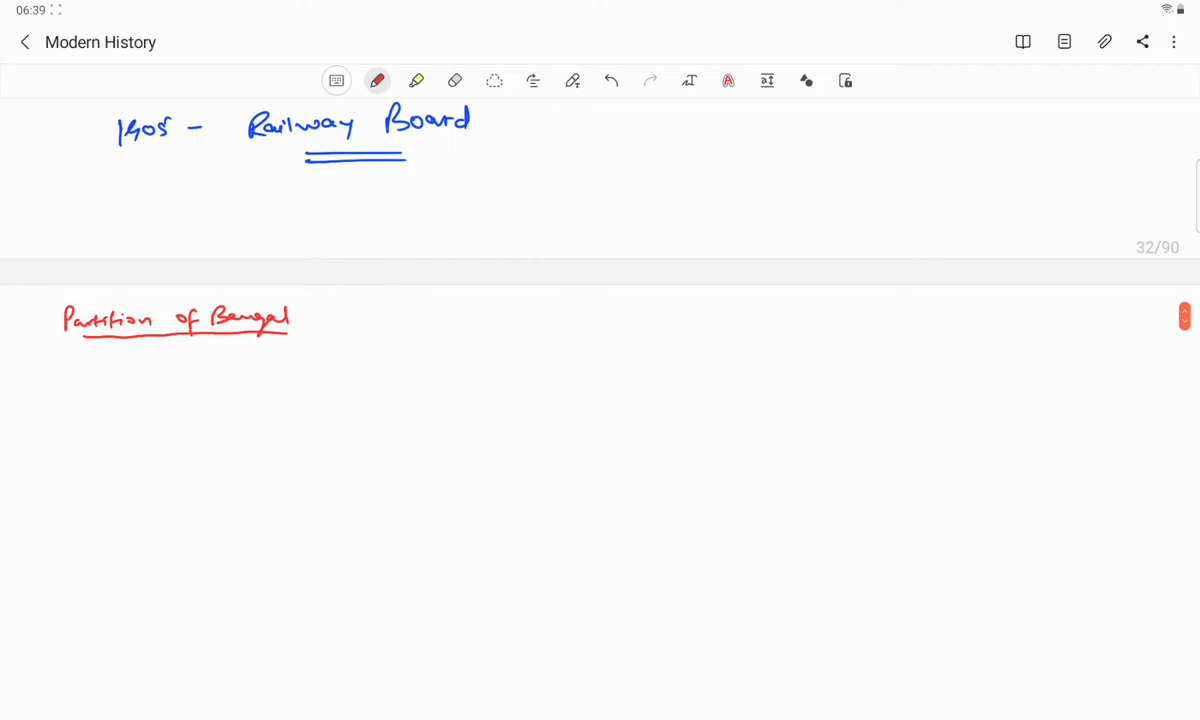 06:39
Modern History
1905 - Railway Board
32/90
Partition of Bengal